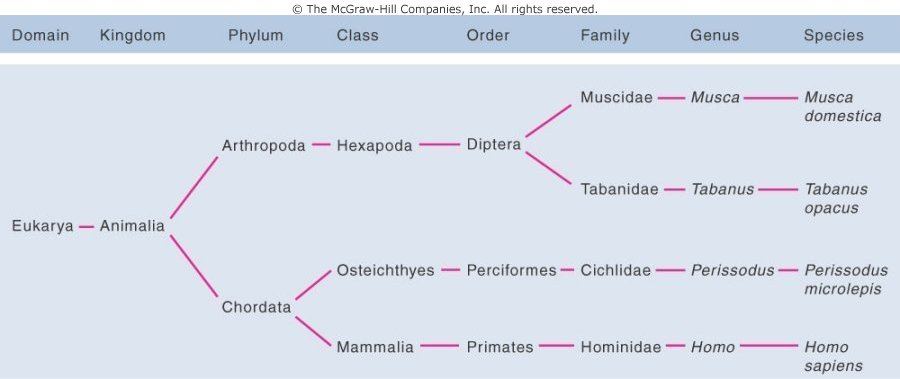 © The McGraw-Hill Companies, Inc. All rights reserved.
Domain Kingdom Phylum Class Order Family Genus Species
Muscidae Musca Musca
domestica
Arthropoda Hexapoda Diptera
Tabanidae Tabanus Tabanus
opacus
Eukarya Animalia
Osteichthyes Perciformes Cichlidae Perissodus Perissodus
microlepis
Chordata
Mammalia Primates Hominidae Homo Homo
sapiens